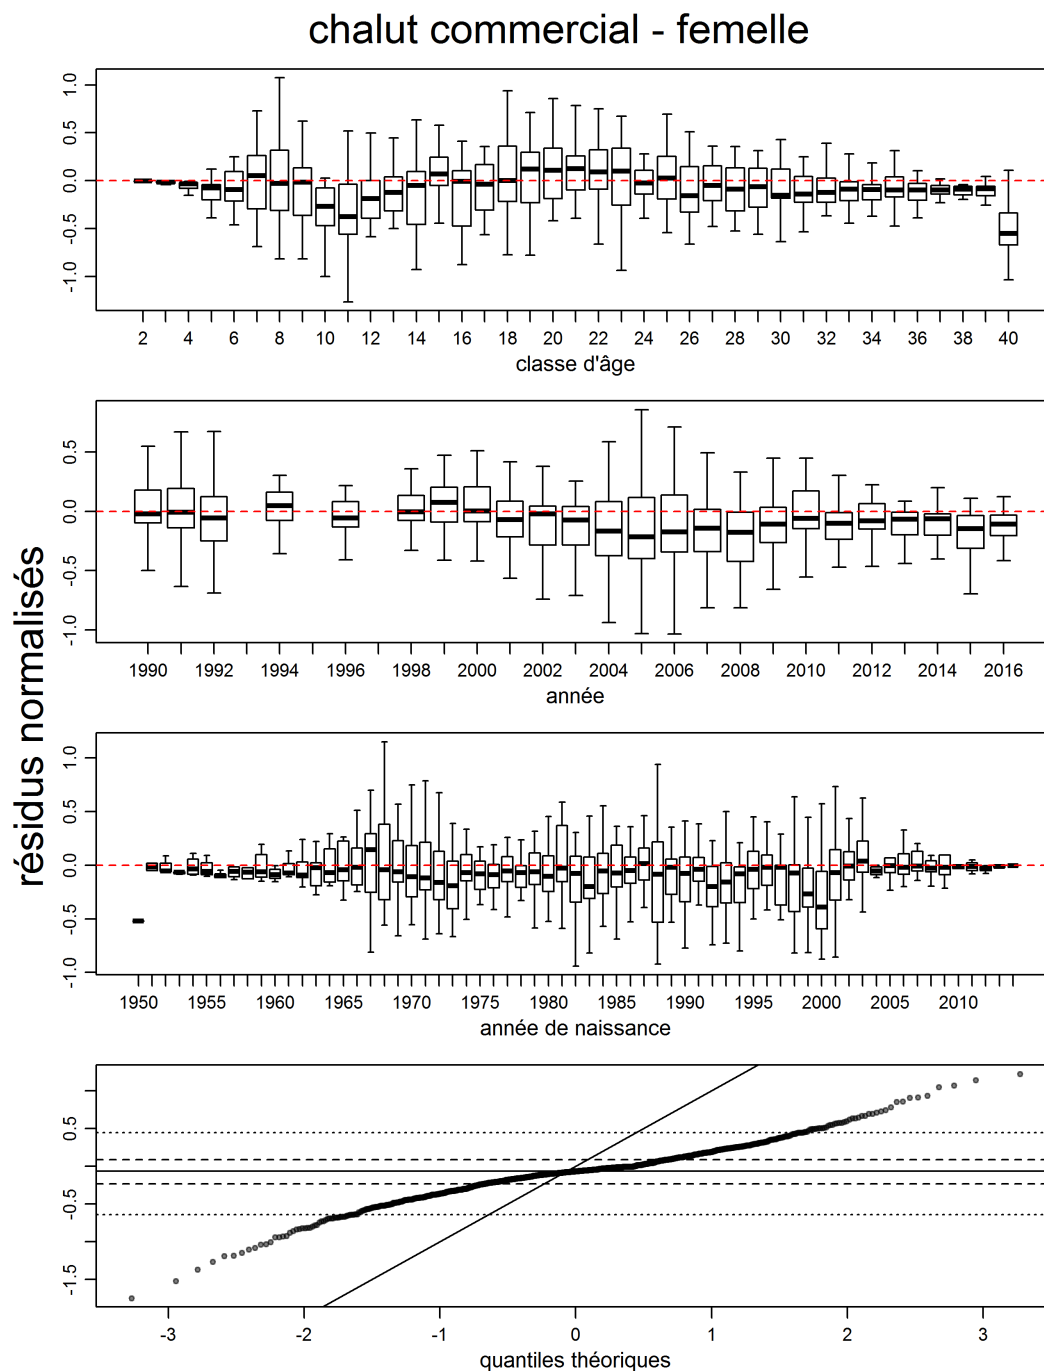 chalut commercial - femelle
résidus normalisés
1.0
0.5
0.0
-0.5
-1.0
2 4 6 8 10 12 14 16 18 20 22 24 26 28 30 32 34 36 38 40
classe d'âge
0.5
0.0
-0.5
-1.0
1990 1992 1994 1996 1998 2000 2002 2004 2006 2008 2010 2012 2014 2016
année
1.0
0.5
0.0
-0.5
-1.0
1950 1955 1960 1965 1970 1975 1980 1985 1990 1995 2000 2005 2010
année de naissance
0.5
-0.5
-1.5
-3 -2 -1 0 1 2 3
quantiles théoriques